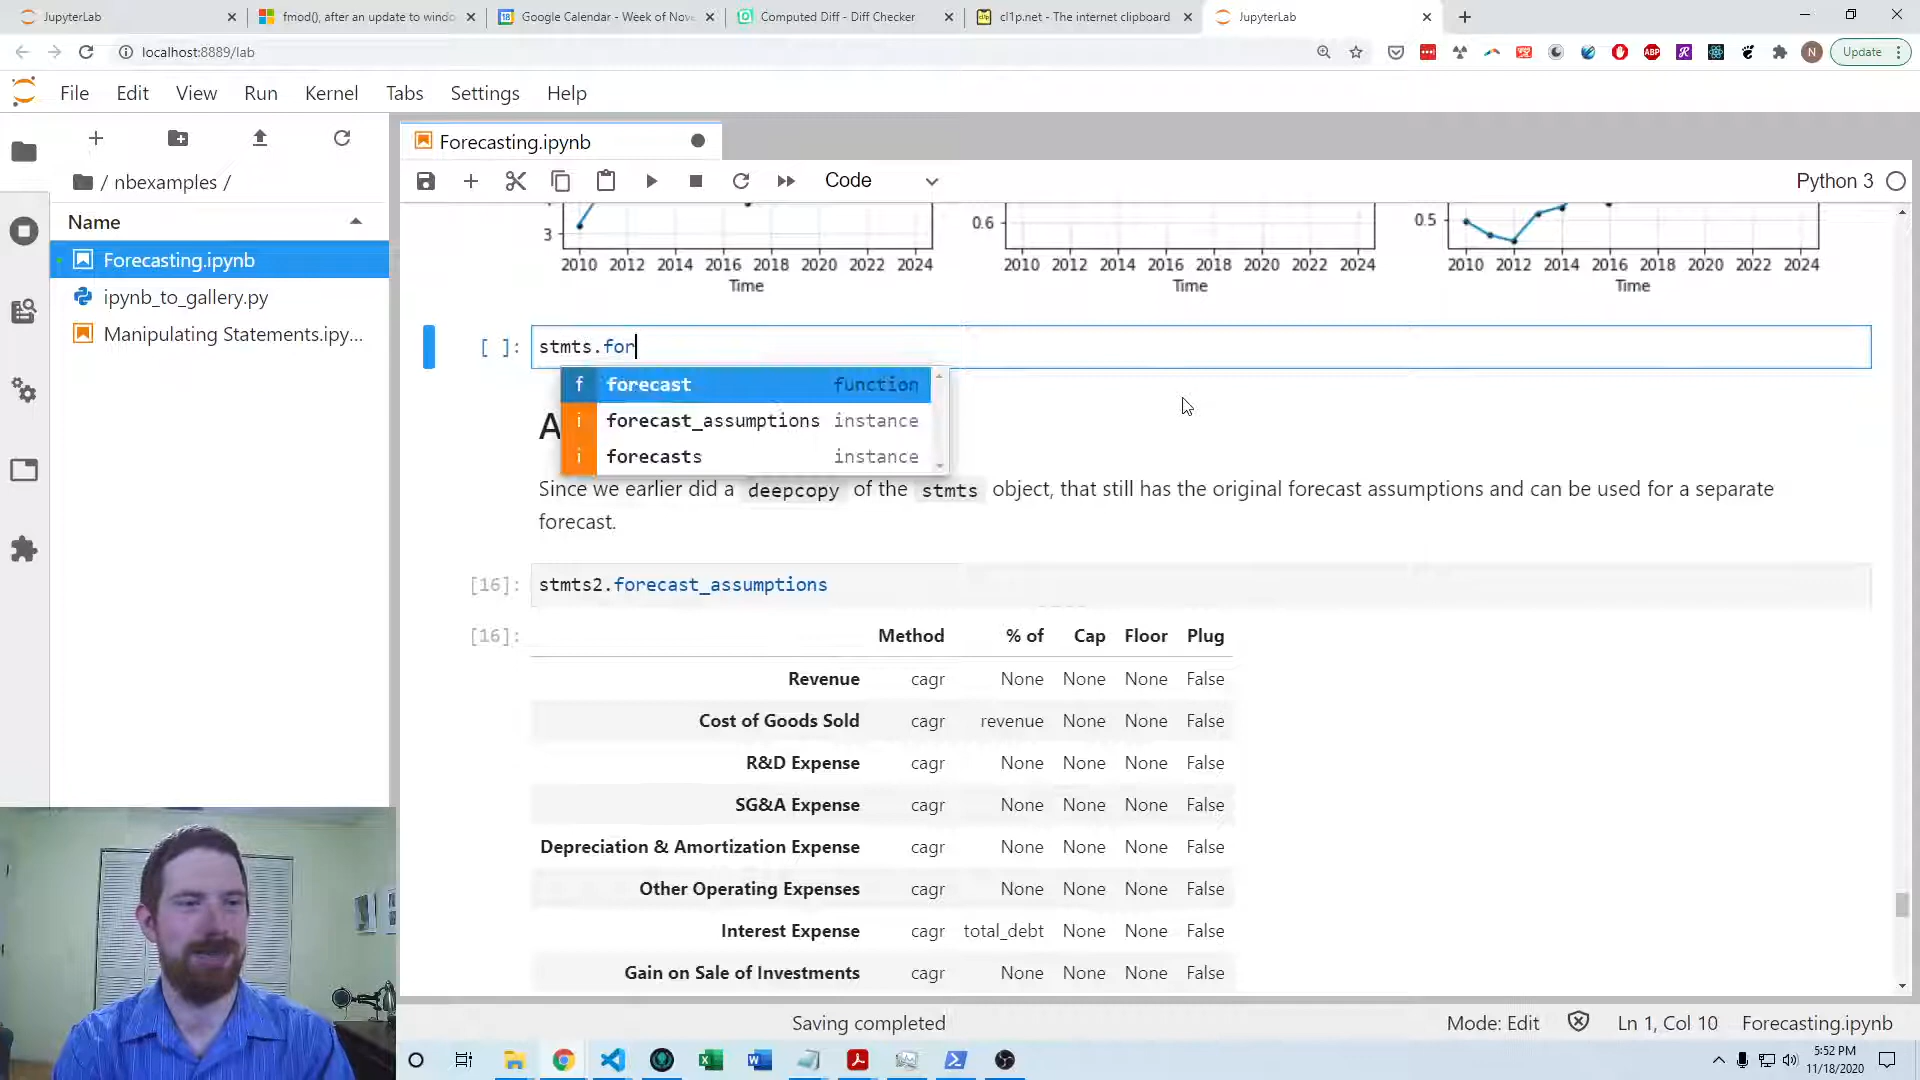 JupyterLab
fmod(), after an update to windo
Google Calendar - Week of Nov
Computed Diff - Diff Checker
cl1p.net - The internet clipboard
JupyterLab
localhost:8889/lab
ABP
N
Update
File Edit View Run Kernel Tabs Settings Help
Forecasting.ipynb
/ nbexamples /
Code
Python 3
Name
Forecasting.ipynb
ipynb_to_gallery.py
Manipulating Statements.ipy...
3
2010 2012 2014 2016 2018 2020 2022 2024
Time
0.6
2010 2012 2014 2016 2018 2020 2022 2024
Time
0.5
2010 2012 2014 2016 2018 2020 2022 2024
Time
[ ]: stmts.for
f forecast function
i forecast_assumptions instance
i forecasts instance
A
Since we earlier did a deepcopy of the stmts object, that still has the original forecast assumptions and can be used for a separate
forecast.
[16]: stmts2.forecast_assumptions
[16]:
Method % of Cap Floor Plug
Revenue cagr None None None False
Cost of Goods Sold cagr revenue None None False
R&D Expense cagr None None None False
SG&A Expense cagr None None None False
Depreciation & Amortization Expense cagr None None None False
Other Operating Expenses cagr None None None False
Interest Expense cagr total_debt None None False
Gain on Sale of Investments cagr None None None False
Saving completed
Mode: Edit
Ln 1, Col 10
Forecasting.ipynb
5:52 PM
11/18/2020